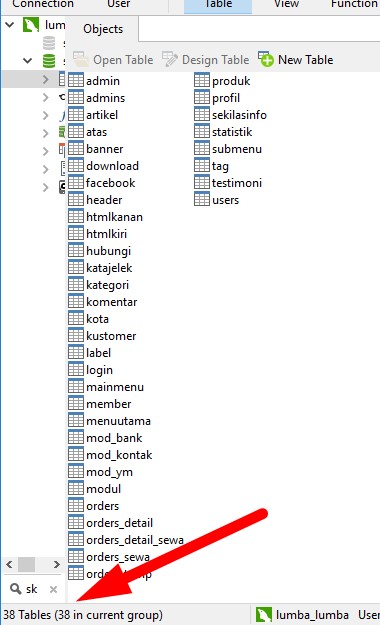 Connection User Table View Function
lum
Objects
Open Table Design Table New Table
admin
admins
artikel
atas
banner
download
facebook
header
htmlkanan
htmlkiri
hubungi
katajelek
kategori
komentar
kota
kustomer
label
login
mainmenu
member
menuutama
mod_bank
mod_kontak
mod_ym
modul
orders
orders_detail
orders_detail_sewa
orders_sewa
produk
profil
sekilasinfo
statistik
submenu
tag
testimoni
users
sk
38 Tables (38 in current group) lumba_lumba User